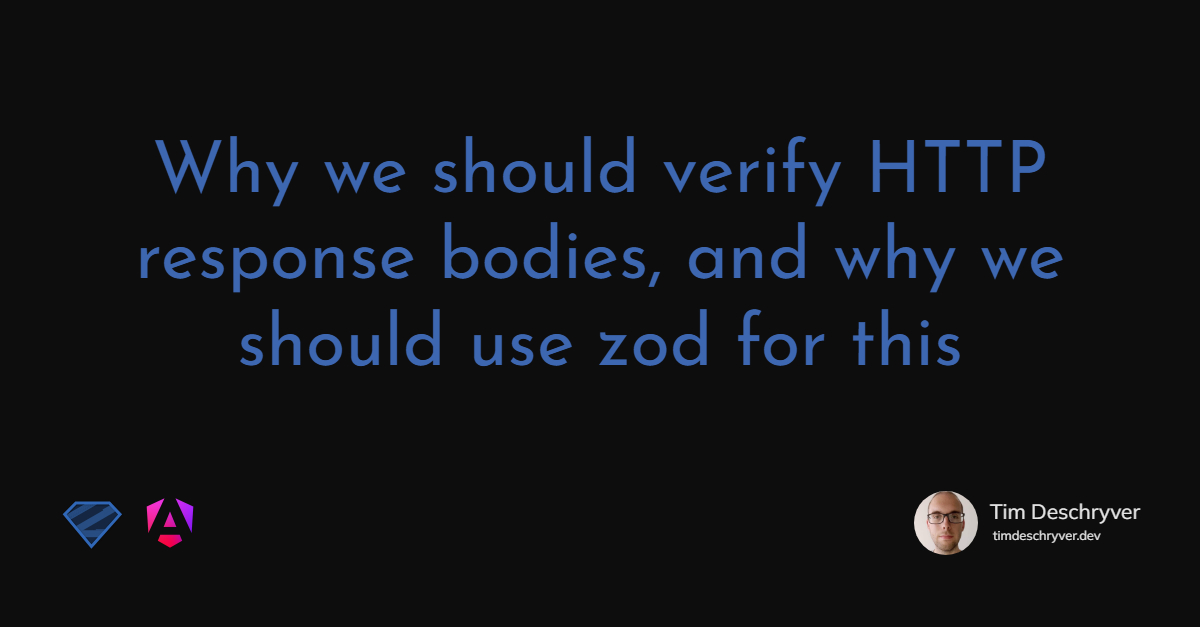 Why we should verify HTTP
response bodies, and why we
should use zod for this
Tim Deschryver
timdeschryver.dev